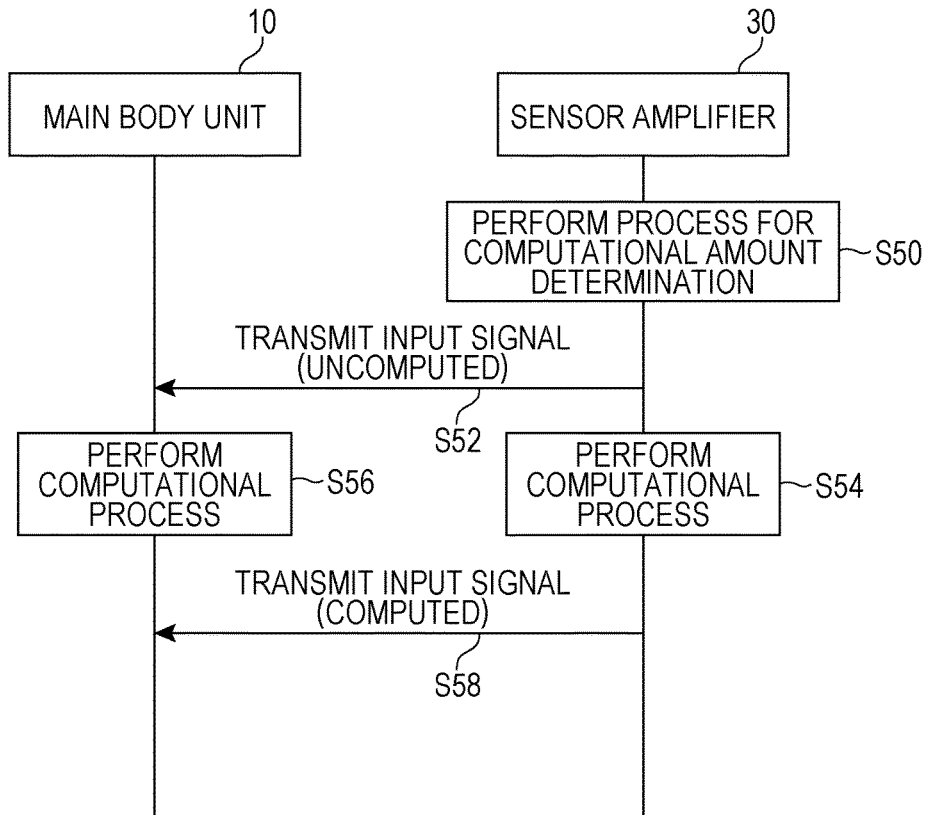 10
30
MAIN BODY UNIT
SENSOR AMPLIFIER
PERFORM PROCESS FOR
COMPUTATIONAL AMOUNT
DETERMINATION
S50
TRANSMIT INPUT SIGNAL
(UNCOMPUTED)
S52
PERFORM
COMPUTATIONAL
PROCESS
S56
PERFORM
COMPUTATIONAL
PROCESS
S54
TRANSMIT INPUT SIGNAL
(COMPUTED)
S58